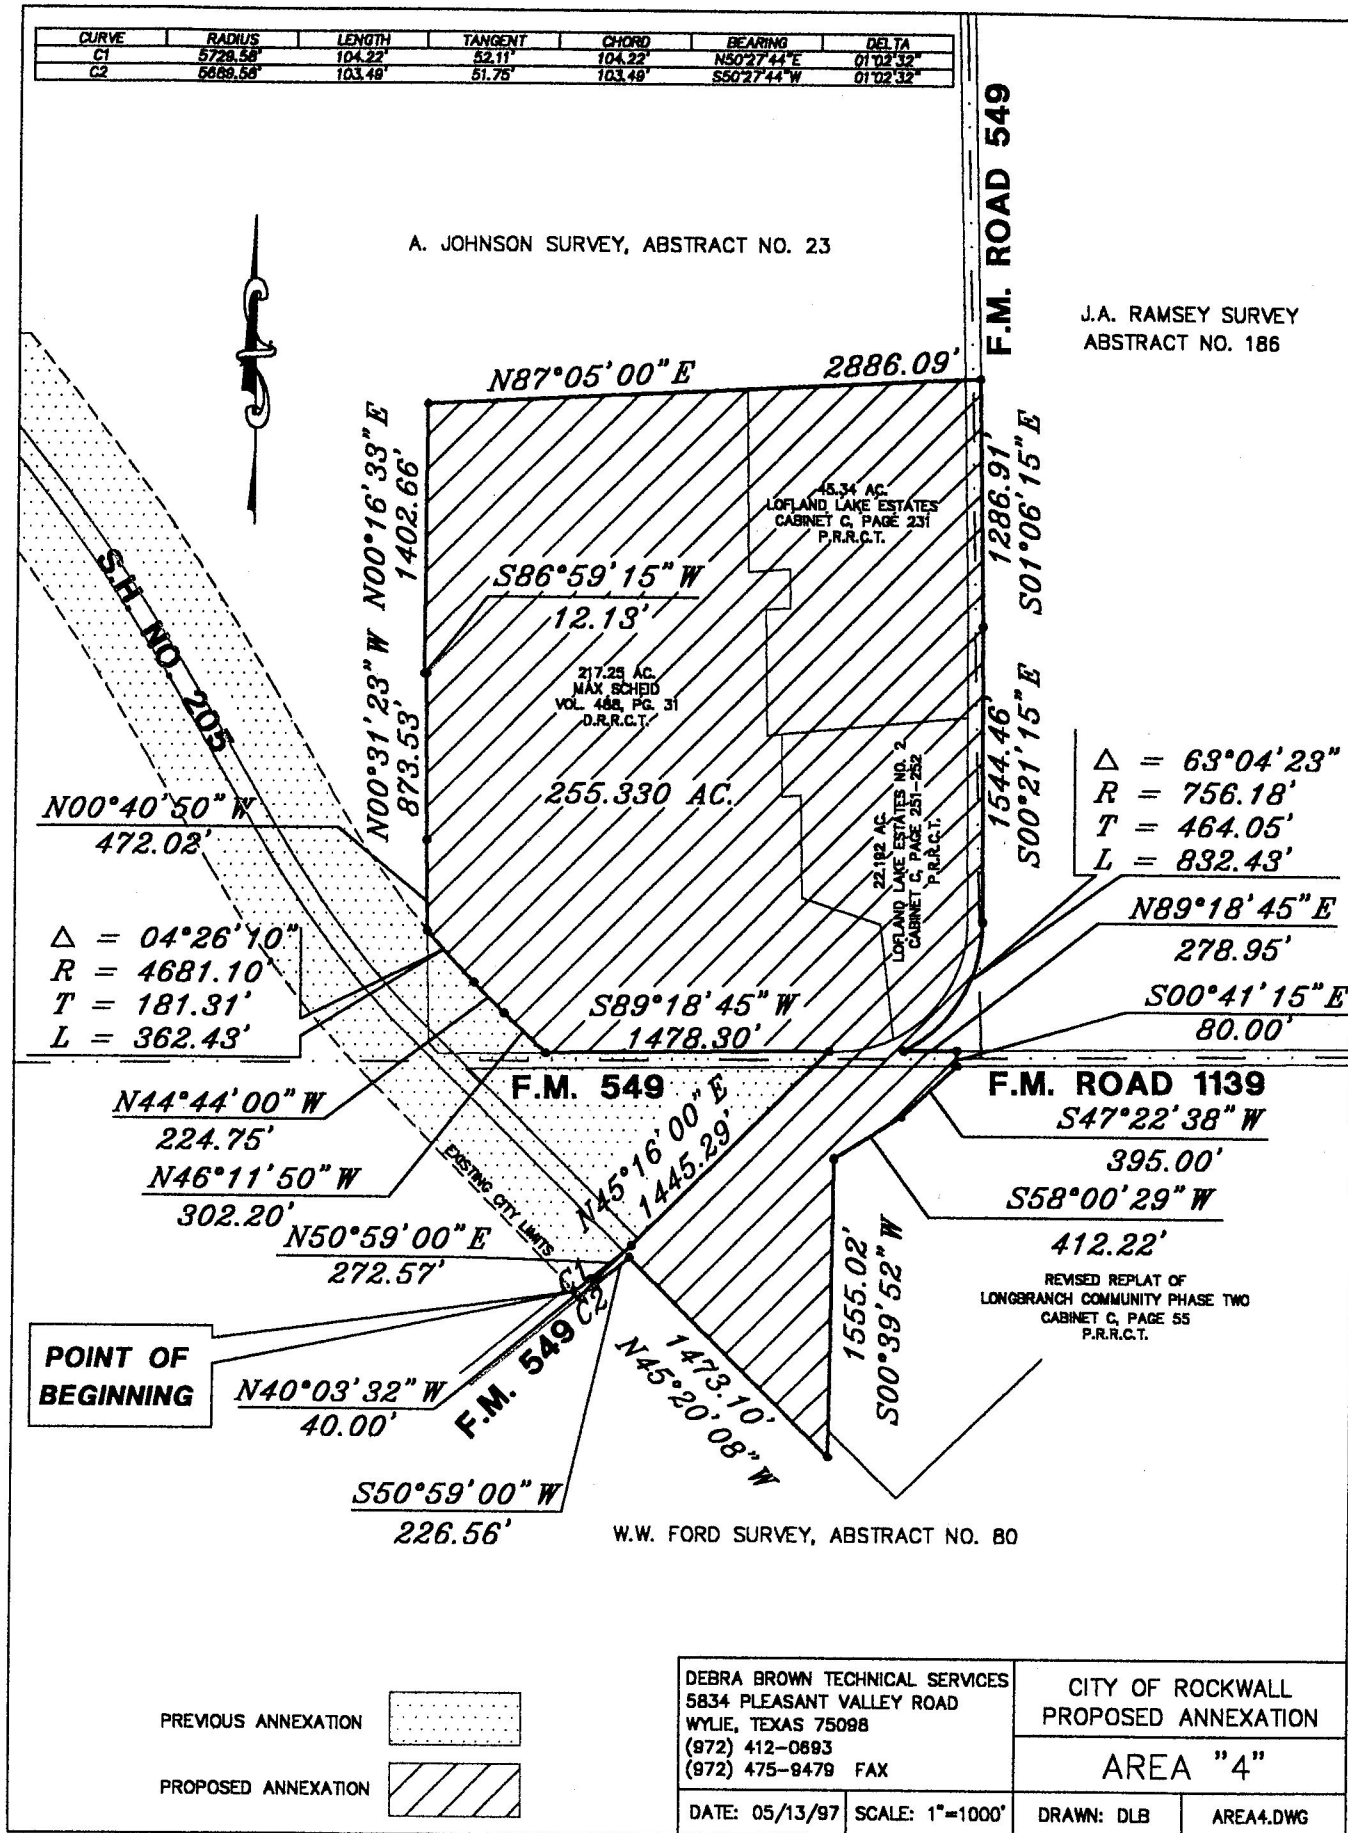 CURVE RADIUS LENGTH TANGENT CHORD BEARING DELTA
C1 5729.58' 104.22' 52.11' 104.22' N50°27'44"E 01°02'32"
C2 5689.58' 103.49' 51.75' 103.49' S50°27'44"W 01°02'32"
F.M. ROAD 549
A. JOHNSON SURVEY, ABSTRACT NO. 23
J.A. RAMSEY SURVEY
ABSTRACT NO. 186
N87°05'00"E 2886.09'
N00°16'33"E
1402.66'
1286.91'
S01°06'15"E
45.34 AC.
LOFLAND LAKE ESTATES
CABINET C, PAGE 231
P.R.R.C.T.
S86°59'15"W
12.13'
S.H. NO. 205
217.25 AC.
MAX SCHEID
VOL. 488, PG. 31
D.R.R.C.T.
N00°31'23"W
873.53'
1544.46'
S00°21'15"E
255.330 AC.
22.192 AC.
LOFLAND LAKE ESTATES NO. 2
CABINET C, PAGE 251-252
P.R.R.C.T.
Δ = 63°04'23"
R = 756.18'
T = 464.05'
L = 832.43'
N00°40'50"W
472.02'
N89°18'45"E
278.95'
Δ = 04°26'10"
R = 4681.10'
T = 181.31'
L = 362.43'
S89°18'45"W
1478.30'
S00°41'15"E
80.00'
F.M. 549
F.M. ROAD 1139
N44°44'00"W
224.75'
S47°22'38"W
395.00'
N46°11'50"W
302.20'
EXISTING CITY LIMITS
N45°16'00"E
1445.29'
S58°00'29"W
412.22'
N50°59'00"E
272.57'
C1
C2
1555.02'
S00°39'52"W
REVISED REPLAT OF
LONGBRANCH COMMUNITY PHASE TWO
CABINET C, PAGE 55
P.R.R.C.T.
POINT OF
BEGINNING
N40°03'32"W
40.00'
F.M. 549
1473.10'
N45°20'08"W
S50°59'00"W
226.56'
W.W. FORD SURVEY, ABSTRACT NO. 80
PREVIOUS ANNEXATION
PROPOSED ANNEXATION
DEBRA BROWN TECHNICAL SERVICES
5834 PLEASANT VALLEY ROAD
WYLIE, TEXAS 75098
(972) 412-0693
(972) 475-9479 FAX
CITY OF ROCKWALL
PROPOSED ANNEXATION
AREA "4"
DATE: 05/13/97 SCALE: 1"=1000' DRAWN: DLB AREA4.DWG